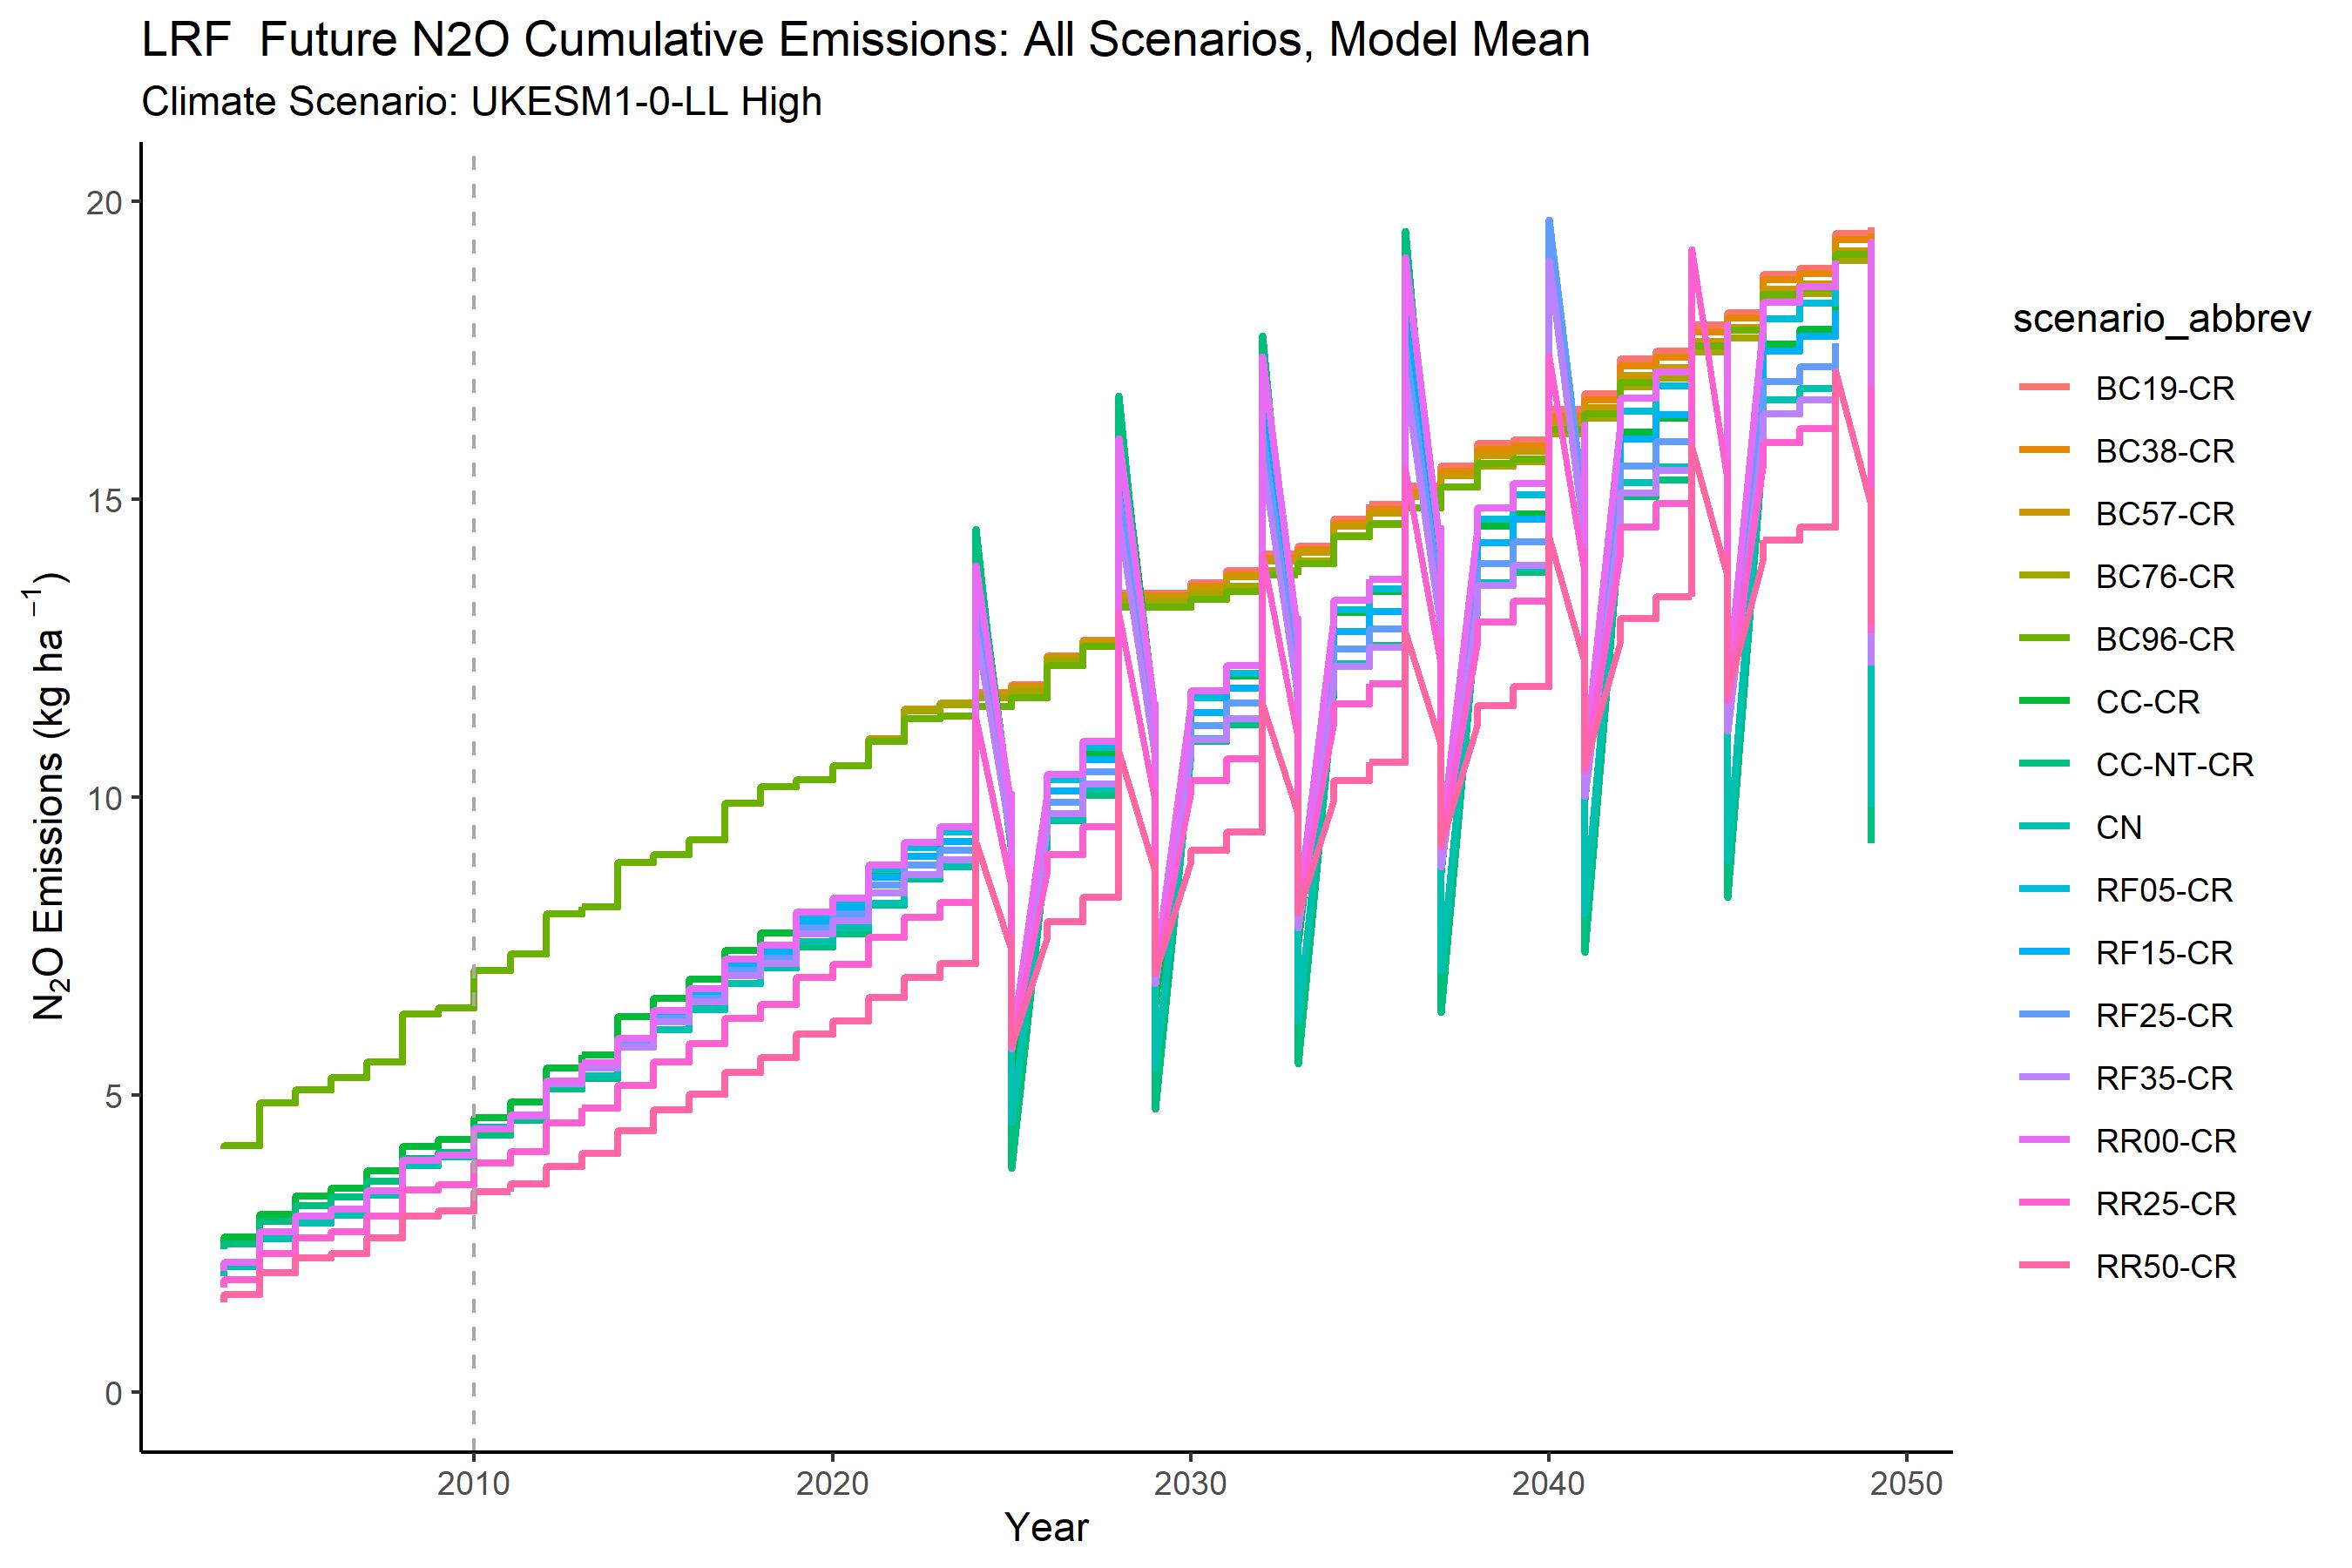 LRF  Future N2O Cumulative Emissions: All Scenarios, Model Mean
Climate Scenario: UKESM1-0-LL High
N₂O Emissions (kg ha ⁻¹)
20
15
10
5
0
2010
2020
2030
2040
2050
Year
scenario_abbrev
BC19-CR
BC38-CR
BC57-CR
BC76-CR
BC96-CR
CC-CR
CC-NT-CR
CN
RF05-CR
RF15-CR
RF25-CR
RF35-CR
RR00-CR
RR25-CR
RR50-CR